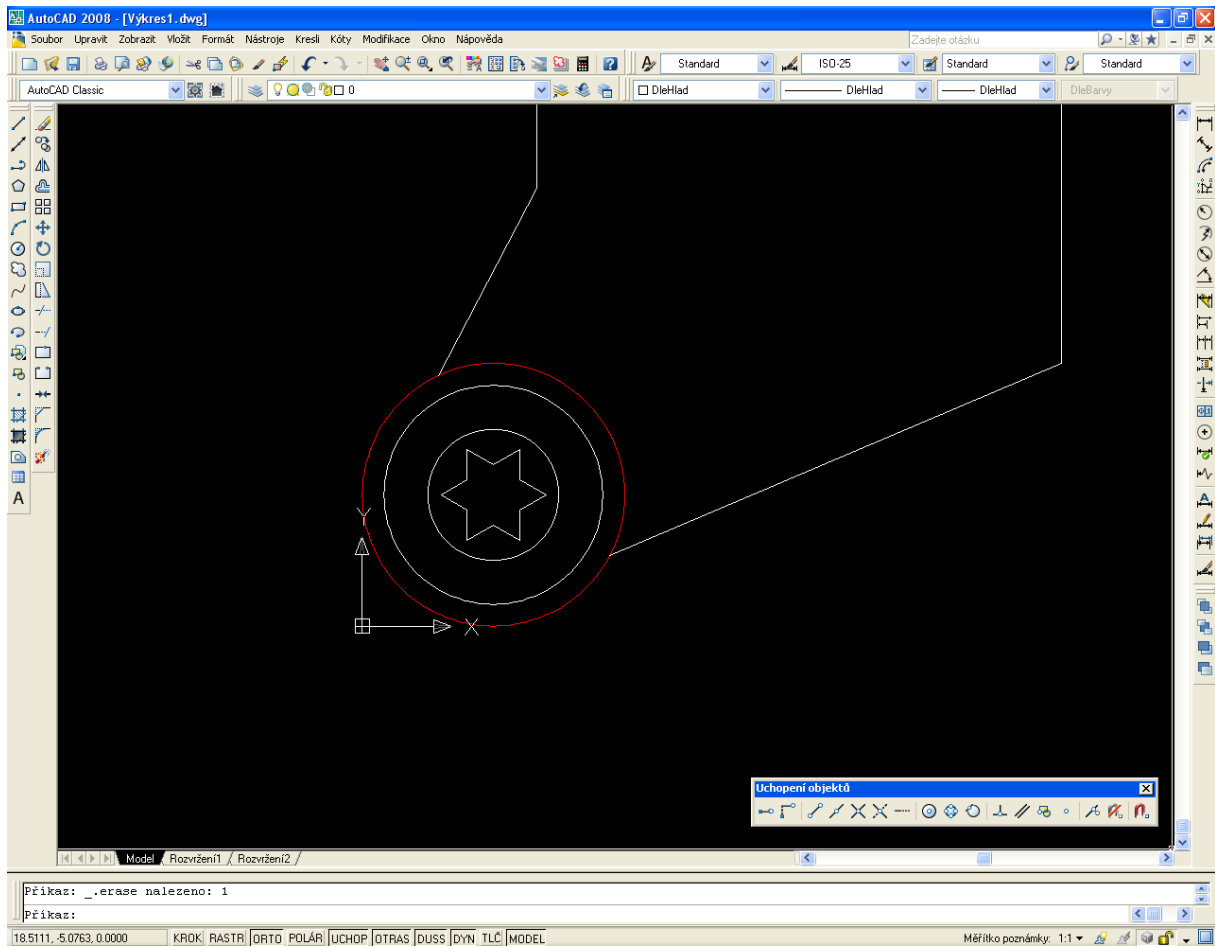 AutoCAD 2008 - [Výkres1.dwg]
Soubor Upravit Zobrazit Vložit Formát Nástroje Kresli Kóty Modifikace Okno Nápověda Zadejte otázku
Standard ISO-25 Standard Standard
AutoCAD Classic 0 DleHlad DleHlad DleHlad DleBarvy
A
Y
X
Uchopení objektů
Model Rozvržení1 Rozvržení2
Příkaz: _.erase nalezeno: 1
Příkaz:
18.5111, -5.0763, 0.0000 KROK RASTR ORTO POLÁR UCHOP OTRAS DUSS DYN TLČ MODEL Měřítko poznámky: 1:1